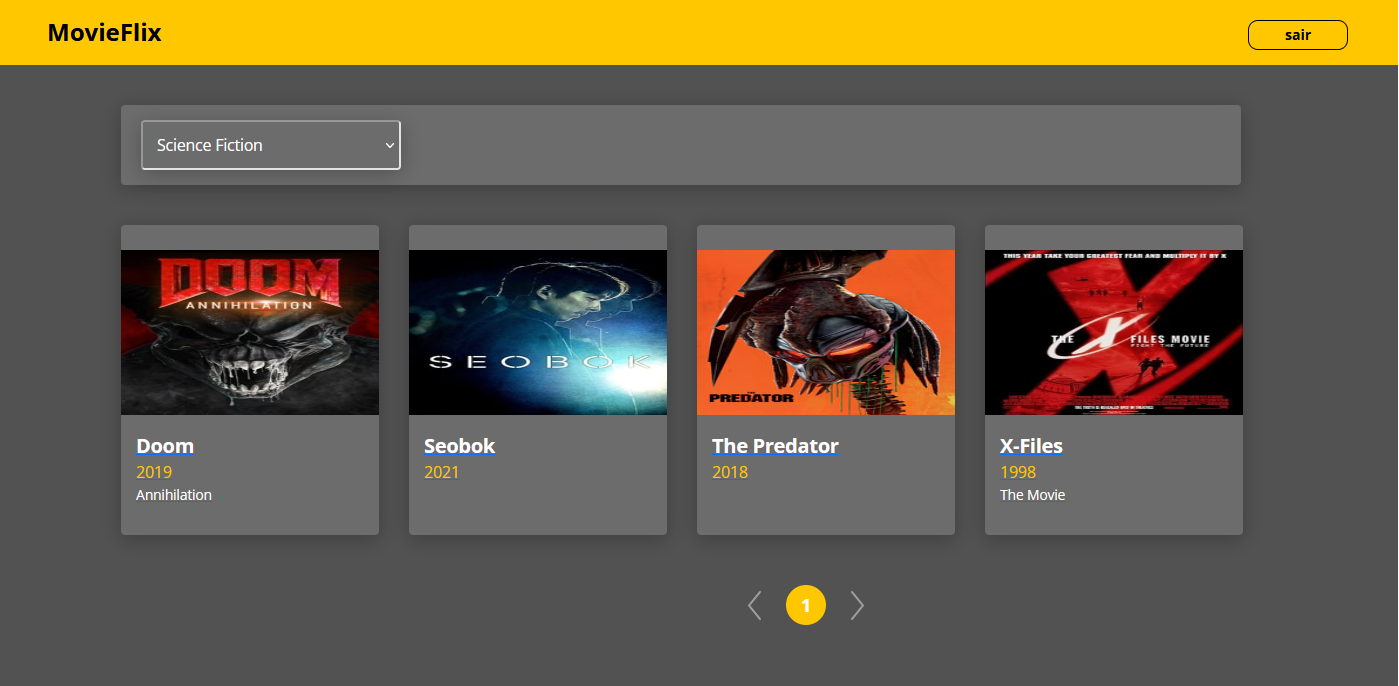 MovieFlix
sair
Science Fiction
DOOM
ANNIHILATION
SEOBOK
PREDATOR
THIS YEAR TAKE YOUR GREATEST FEAR AND MULTIPLY IT BY X
THE X FILES MOVIE
FIGHT THE FUTURE
Doom
2019
Annihilation
Seobok
2021
The Predator
2018
X-Files
1998
The Movie
1